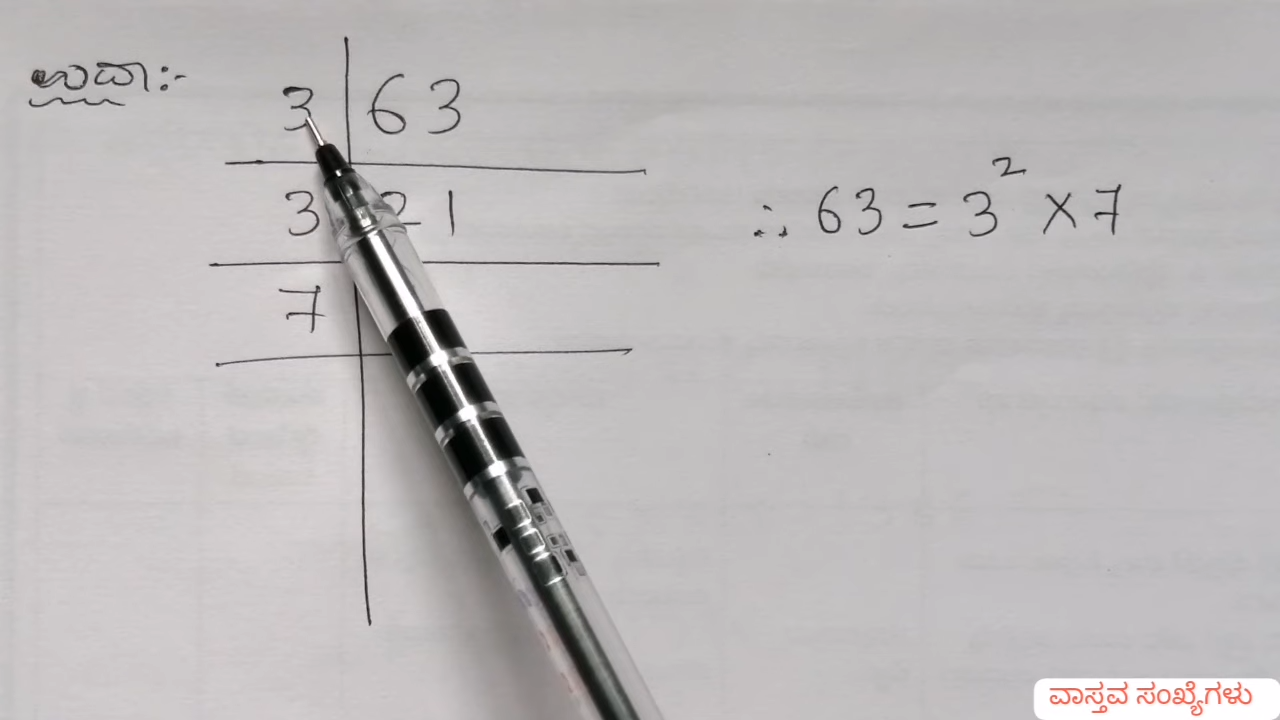 ಉದಾ:-
3 | 63
3 | 21
7 |
∴ 63 = 3² × 7
ವಾಸ್ತವ ಸಂಖ್ಯೆಗಳು